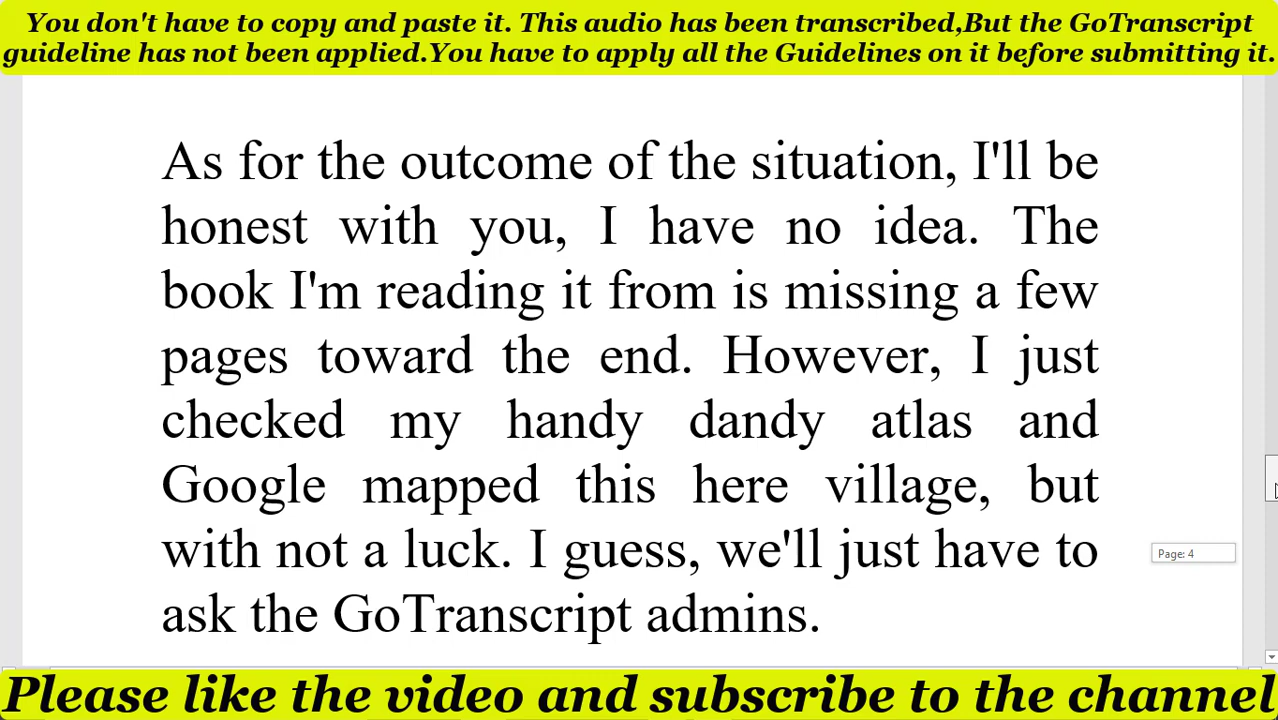 You don't have to copy and paste it. This audio has been transcribed,But the GoTranscript
guideline has not been applied.You have to apply all the Guidelines on it before submitting it.
As for the outcome of the situation, I'll be
honest with you, I have no idea. The
book I'm reading it from is missing a few
pages toward the end. However, I just
checked my handy dandy atlas and
Google mapped this here village, but
with not a luck. I guess, we'll just have to
ask the GoTranscript admins.
Page: 4
Please like the video and subscribe to the channel